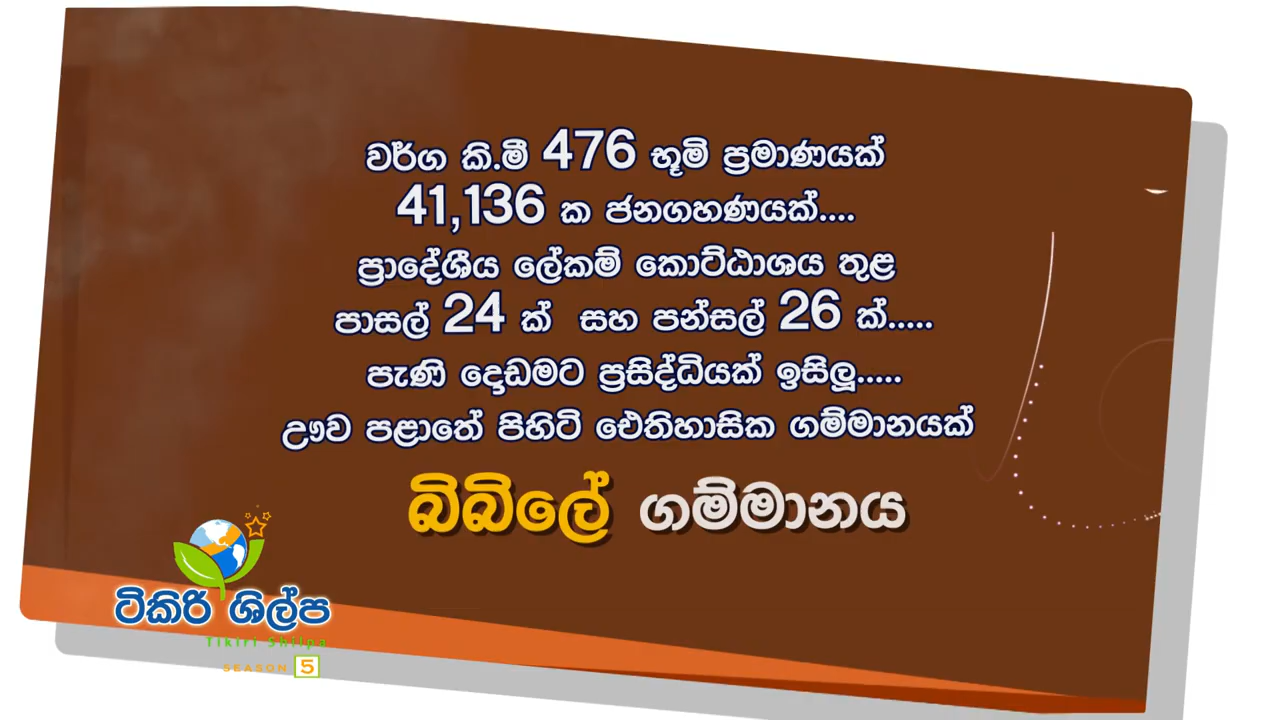 වර්ග කි.මී 476 භූමි ප්‍රමාණයක්
41,136 ක ජනගහණයක්....
ප්‍රාදේශීය ලේකම් කොට්ඨාශය තුළ
පාසල් 24 ක් සහ පන්සල් 26 ක්.....
පැණි දොඩමට ප්‍රසිද්ධියක් ඉසිලූ.....
ඌව පළාතේ පිහිටි ඓතිහාසික ගම්මානයක්
බිබිලේ ගම්මානය
ටිකිරි ශිල්ප
Tikiri Shilpa
SEASON 5